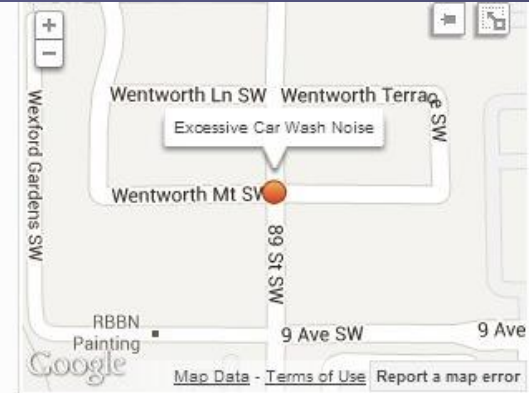 +
−
Wentworth Ln SW
Wentworth Terrace SW
Excessive Car Wash Noise
Wexford Gardens SW
Wentworth Mt SW
89 St SW
RBBN
Painting
9 Ave SW
9 Ave
Google
Map Data - Terms of Use
Report a map error